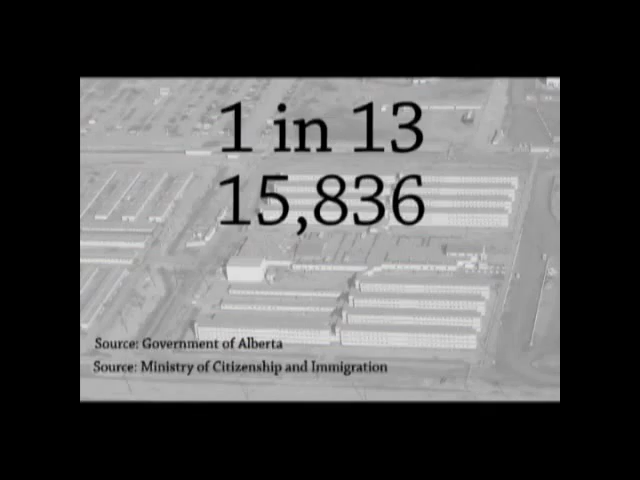 1 in 13
15,836
Source: Government of Alberta
Source: Ministry of Citizenship and Immigration